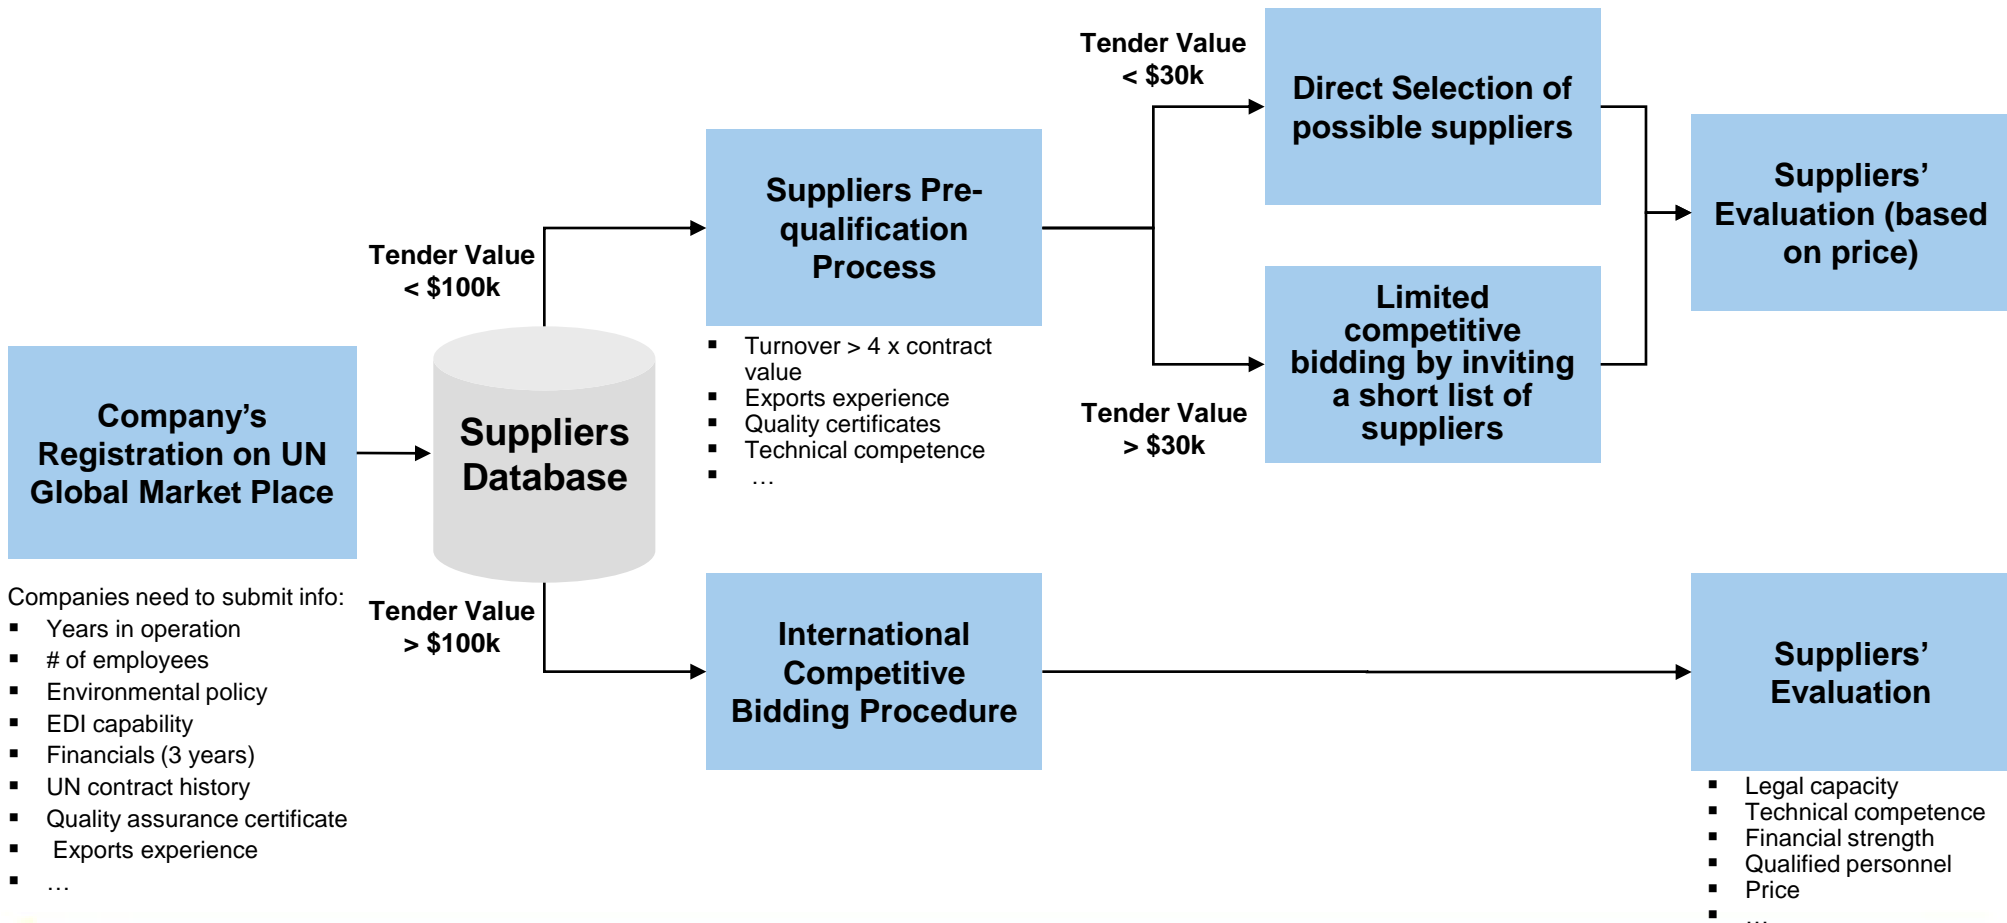 Company’s
Registration on UN
Global Market Place
Companies need to submit info:
▪ Years in operation
▪ # of employees
▪ Environmental policy
▪ EDI capability
▪ Financials (3 years)
▪ UN contract history
▪ Quality assurance certificate
▪ Exports experience
▪ …
Suppliers
Database
Tender Value
< $100k
Tender Value
> $100k
Suppliers Pre-
qualification
Process
▪ Turnover > 4 x contract
value
▪ Exports experience
▪ Quality certificates
▪ Technical competence
▪ …
Tender Value
< $30k
Tender Value
> $30k
Direct Selection of
possible suppliers
Limited
competitive
bidding by inviting
a short list of
suppliers
Suppliers’
Evaluation (based
on price)
International
Competitive
Bidding Procedure
Suppliers’
Evaluation
▪ Legal capacity
▪ Technical competence
▪ Financial strength
▪ Qualified personnel
▪ Price
▪ …